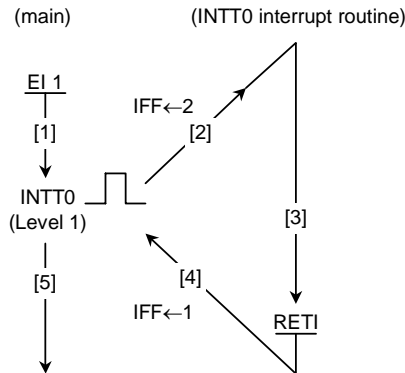 (main) (INTT0 interrupt routine)
EI 1
IFF←2
[1]
[2]
INTT0
(Level 1)
[3]
[4]
[5]
IFF←1
RETI